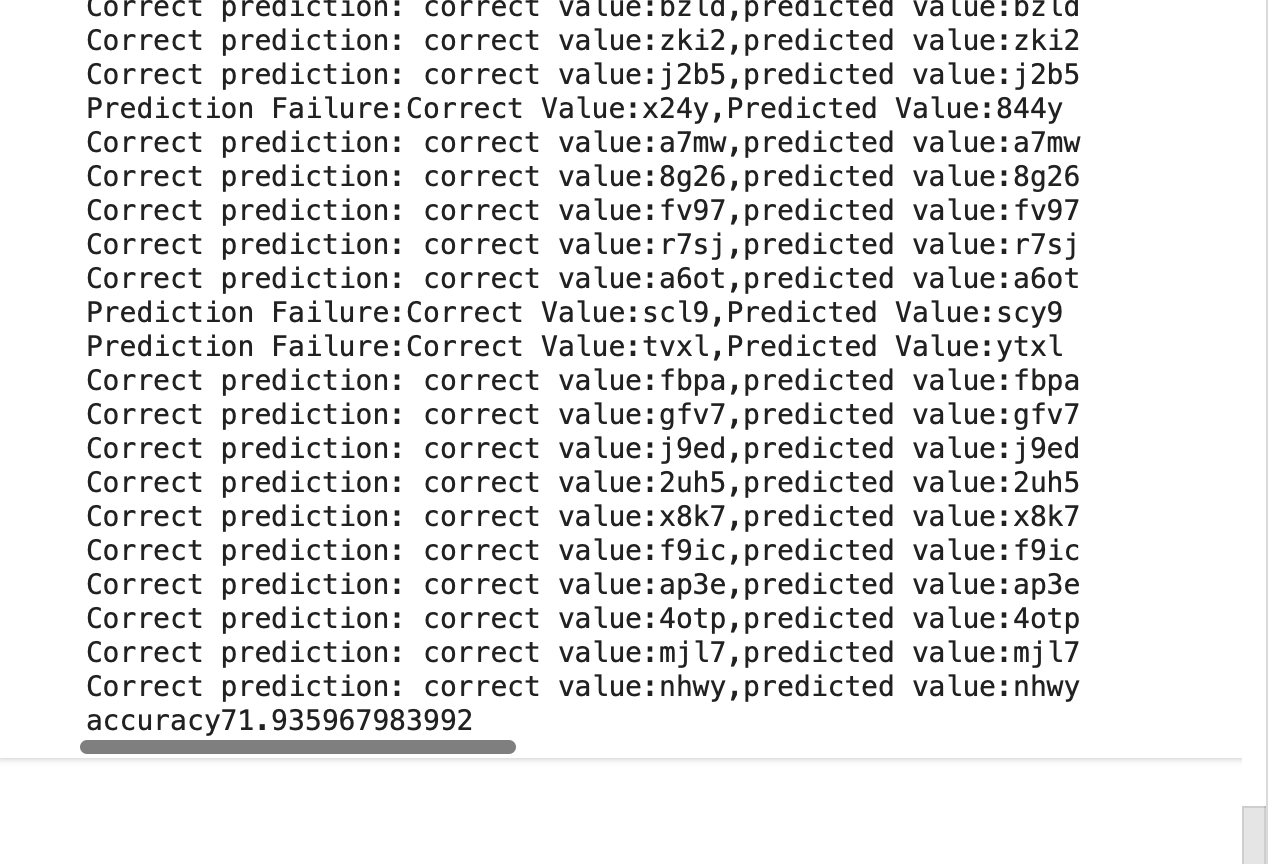 Correct prediction: correct value:bzld,predicted value:bzld
Correct prediction: correct value:zki2,predicted value:zki2
Correct prediction: correct value:j2b5,predicted value:j2b5
Prediction Failure:Correct Value:x24y,Predicted Value:844y
Correct prediction: correct value:a7mw,predicted value:a7mw
Correct prediction: correct value:8g26,predicted value:8g26
Correct prediction: correct value:fv97,predicted value:fv97
Correct prediction: correct value:r7sj,predicted value:r7sj
Correct prediction: correct value:a6ot,predicted value:a6ot
Prediction Failure:Correct Value:scl9,Predicted Value:scy9
Prediction Failure:Correct Value:tvxl,Predicted Value:ytxl
Correct prediction: correct value:fbpa,predicted value:fbpa
Correct prediction: correct value:gfv7,predicted value:gfv7
Correct prediction: correct value:j9ed,predicted value:j9ed
Correct prediction: correct value:2uh5,predicted value:2uh5
Correct prediction: correct value:x8k7,predicted value:x8k7
Correct prediction: correct value:f9ic,predicted value:f9ic
Correct prediction: correct value:ap3e,predicted value:ap3e
Correct prediction: correct value:4otp,predicted value:4otp
Correct prediction: correct value:mjl7,predicted value:mjl7
Correct prediction: correct value:nhwy,predicted value:nhwy
accuracy71.935967983992